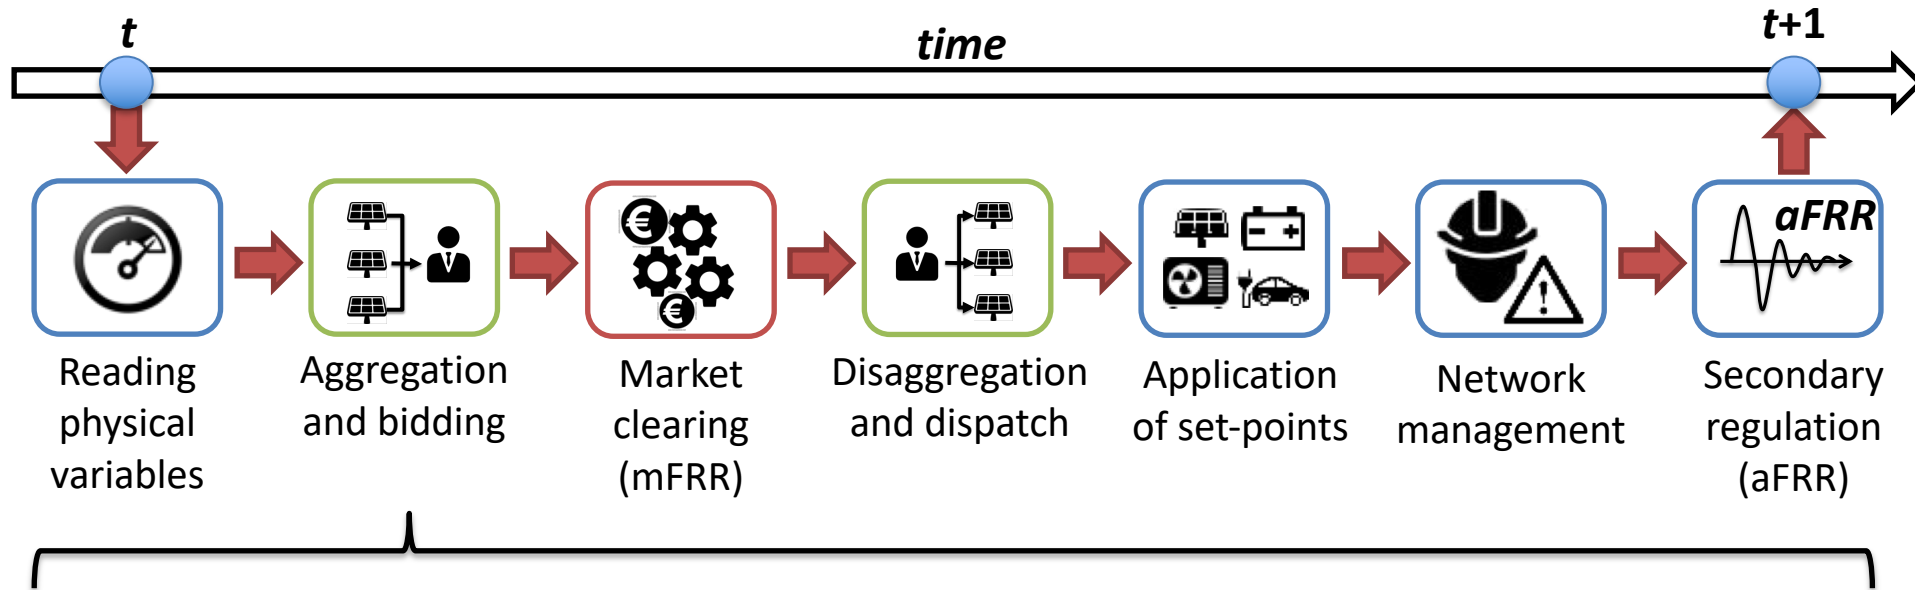 t
time
t+1
aFRR
Reading
physical
variables
Aggregation
and bidding
Market
clearing
(mFRR)
Disaggregation
and dispatch
Application
of set-points
Network
management
Secondary
regulation
(aFRR)